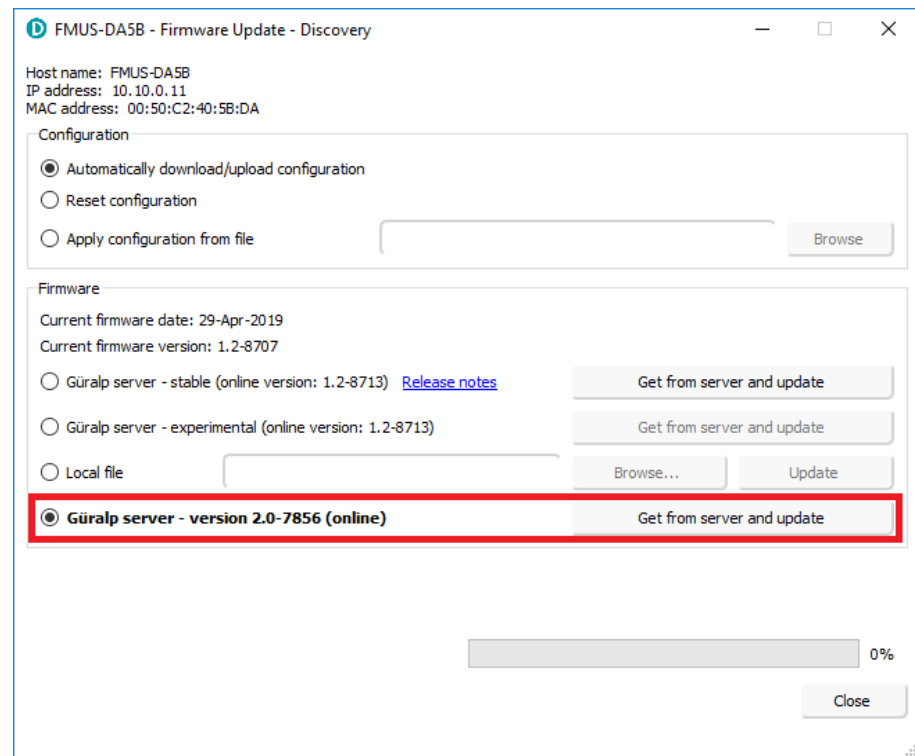 FMUS-DA5B - Firmware Update - Discovery
Host name: FMUS-DA5B
IP address: 10.10.0.11
MAC address: 00:50:C2:40:5B:DA
Configuration
Automatically download/upload configuration
Reset configuration
Apply configuration from file Browse
Firmware
Current firmware date: 29-Apr-2019
Current firmware version: 1.2-8707
Güralp server - stable (online version: 1.2-8713) Release notes Get from server and update
Güralp server - experimental (online version: 1.2-8713) Get from server and update
Local file Browse... Update
Güralp server - version 2.0-7856 (online) Get from server and update
0%
Close